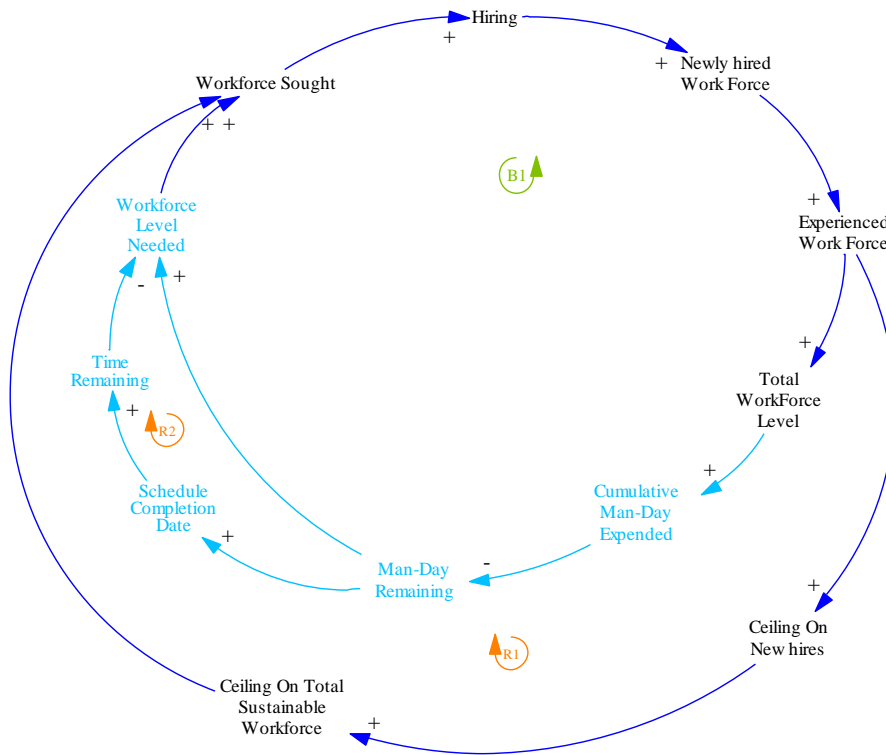 Hiring
+
Workforce Sought
+
Newly hired
Work Force
+ +
B1
Workforce
Level
Needed
+
Experienced
Work Force
-
+
Time
Remaining
+
+
Total
WorkForce
Level
R2
Schedule
Completion
Date
+
Cumulative
Man-Day
Expended
+
-
Man-Day
Remaining
+
R1
Ceiling On
New hires
Ceiling On Total
Sustainable
Workforce
+